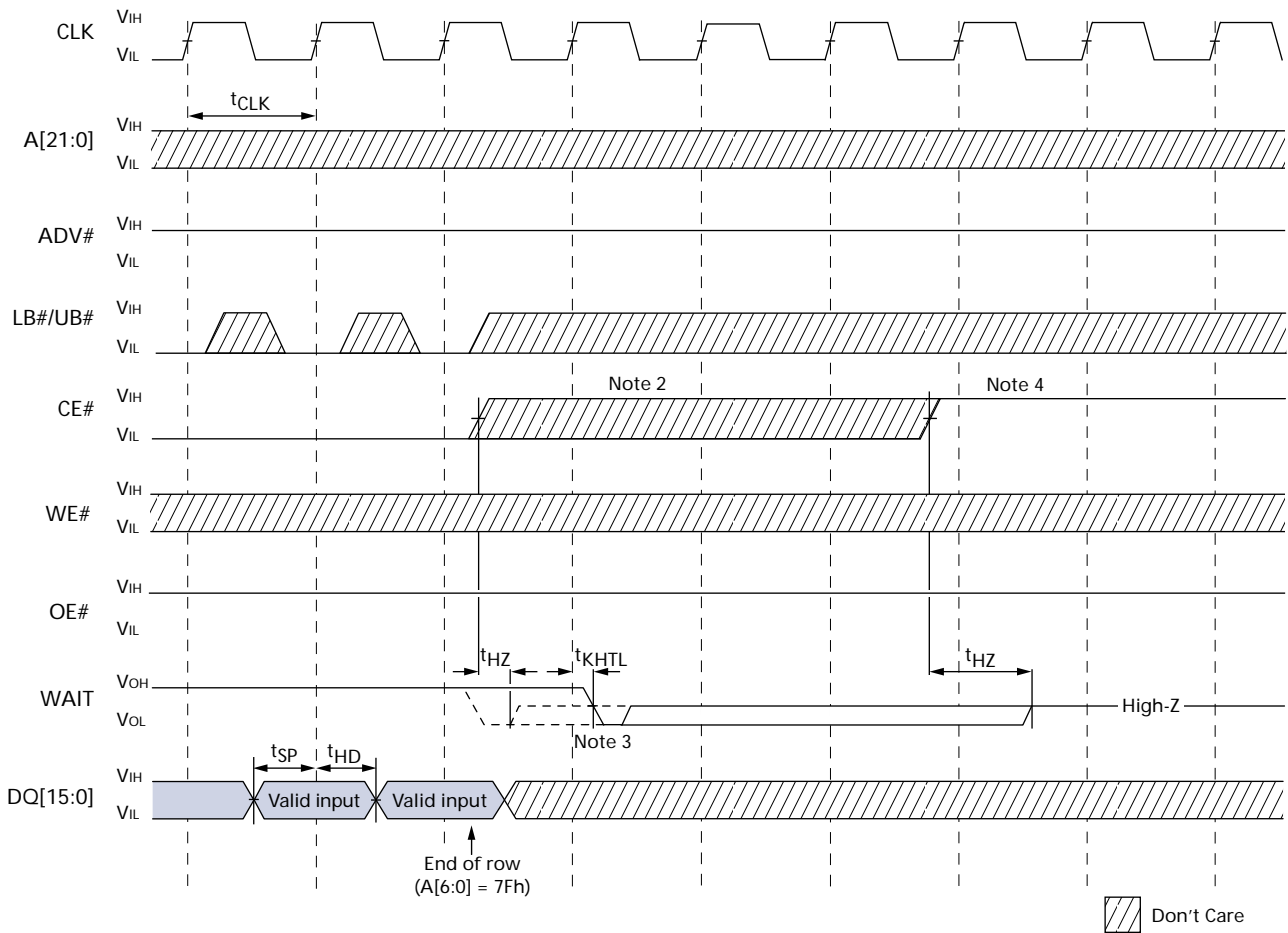 CLK
VIH
VIL
tCLK
A[21:0]
VIH
VIL
ADV#
VIH
VIL
LB#/UB#
VIH
VIL
CE#
VIH
VIL
Note 2
Note 4
WE#
VIH
VIL
OE#
VIH
VIL
tHZ
tKHTL
tHZ
WAIT
VOH
VOL
High-Z
Note 3
tSP
tHD
DQ[15:0]
VIH
VIL
Valid input
Valid input
End of row
(A[6:0] = 7Fh)
Don't Care